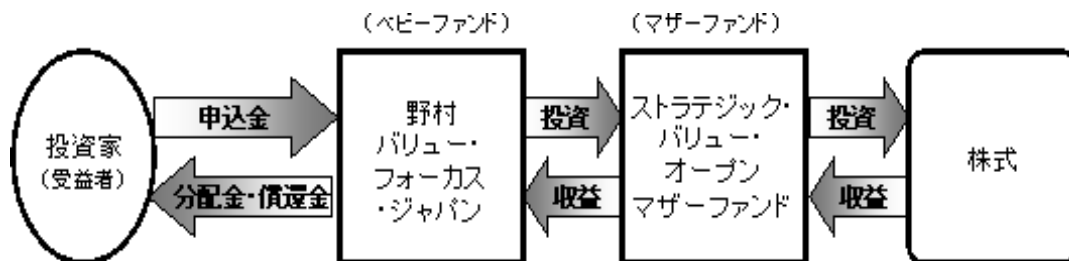 （ベビーファンド）
（マザーファンド）
投資家
（受益者）
申込金
分配金・償還金
野村
バリュー・
フォーカス
・ジャパン
投資
収益
ストラテジック・
バリュー・
オープン
マザーファンド
投資
収益
株式